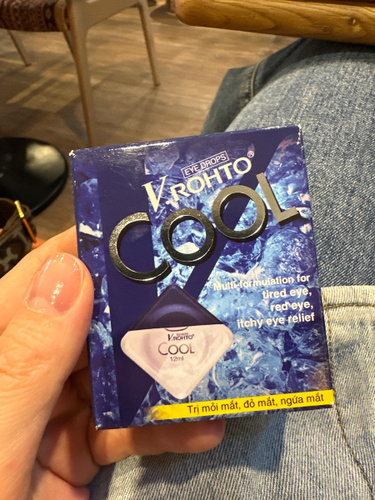 EYE DROPS
V.ROHTO®
COOL
Multi-formulation for
tired eye,
red eye,
itchy eye relief
V.ROHTO
COOL
12ml
Trị mỏi mắt, đỏ mắt, ngứa mắt